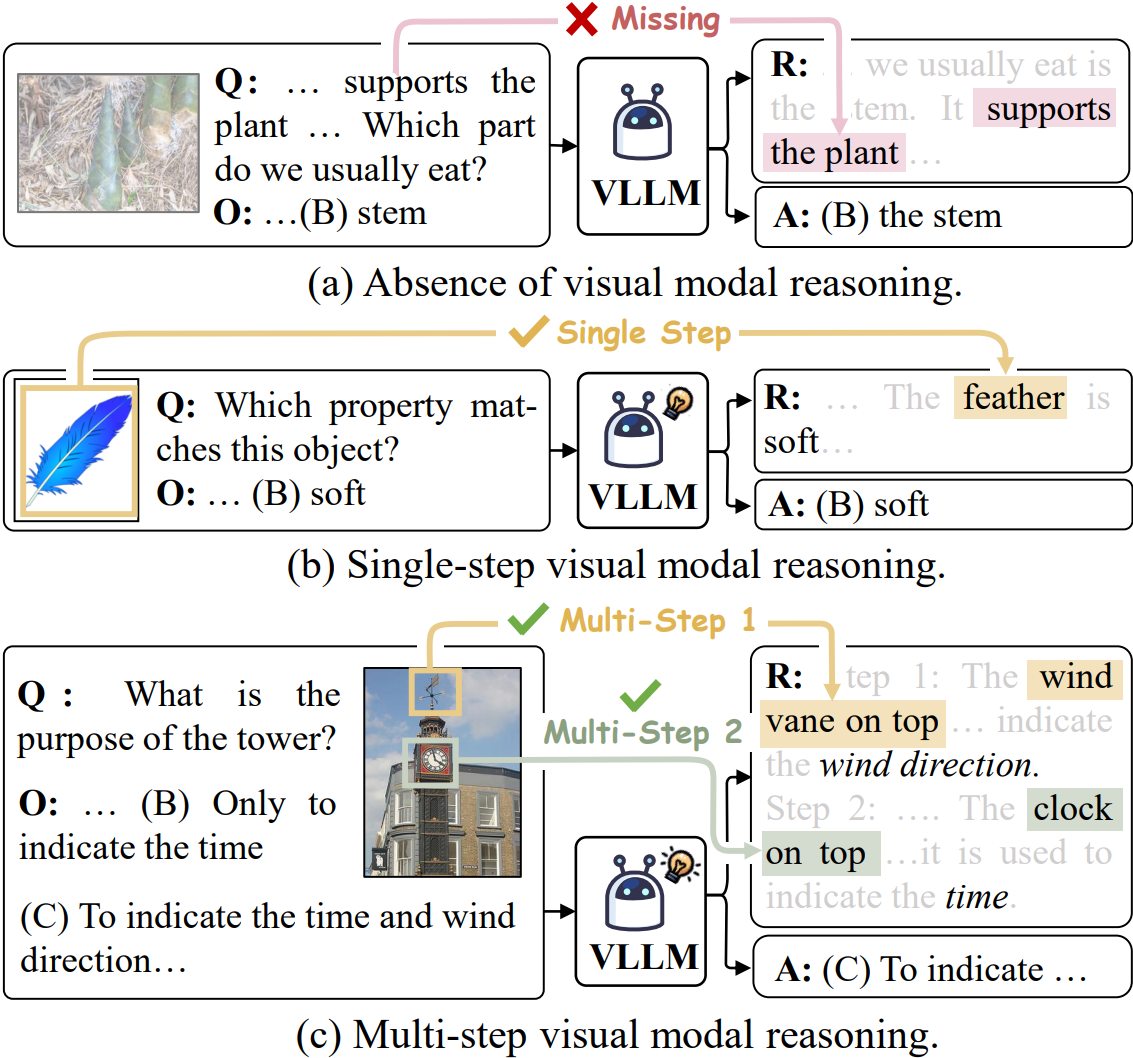 Missing
Q: … supports the
plant … Which part
do we usually eat?
O: …(B) stem
VLLM
R: … we usually eat is
the stem. It supports
the plant …
A: (B) the stem
(a) Absence of visual modal reasoning.
Single Step
Q: Which property mat-
ches this object?
O: … (B) soft
VLLM
R: … The feather is
soft…
A: (B) soft
(b) Single-step visual modal reasoning.
Multi-Step 1
Multi-Step 2
Q : What is the
purpose of the tower?
O: … (B) Only to
indicate the time
(C) To indicate the time and wind
direction…
VLLM
R: tep 1: The wind
vane on top … indicate
the wind direction.
Step 2: …. The clock
on top …it is used to
indicate the time.
A: (C) To indicate …
(c) Multi-step visual modal reasoning.